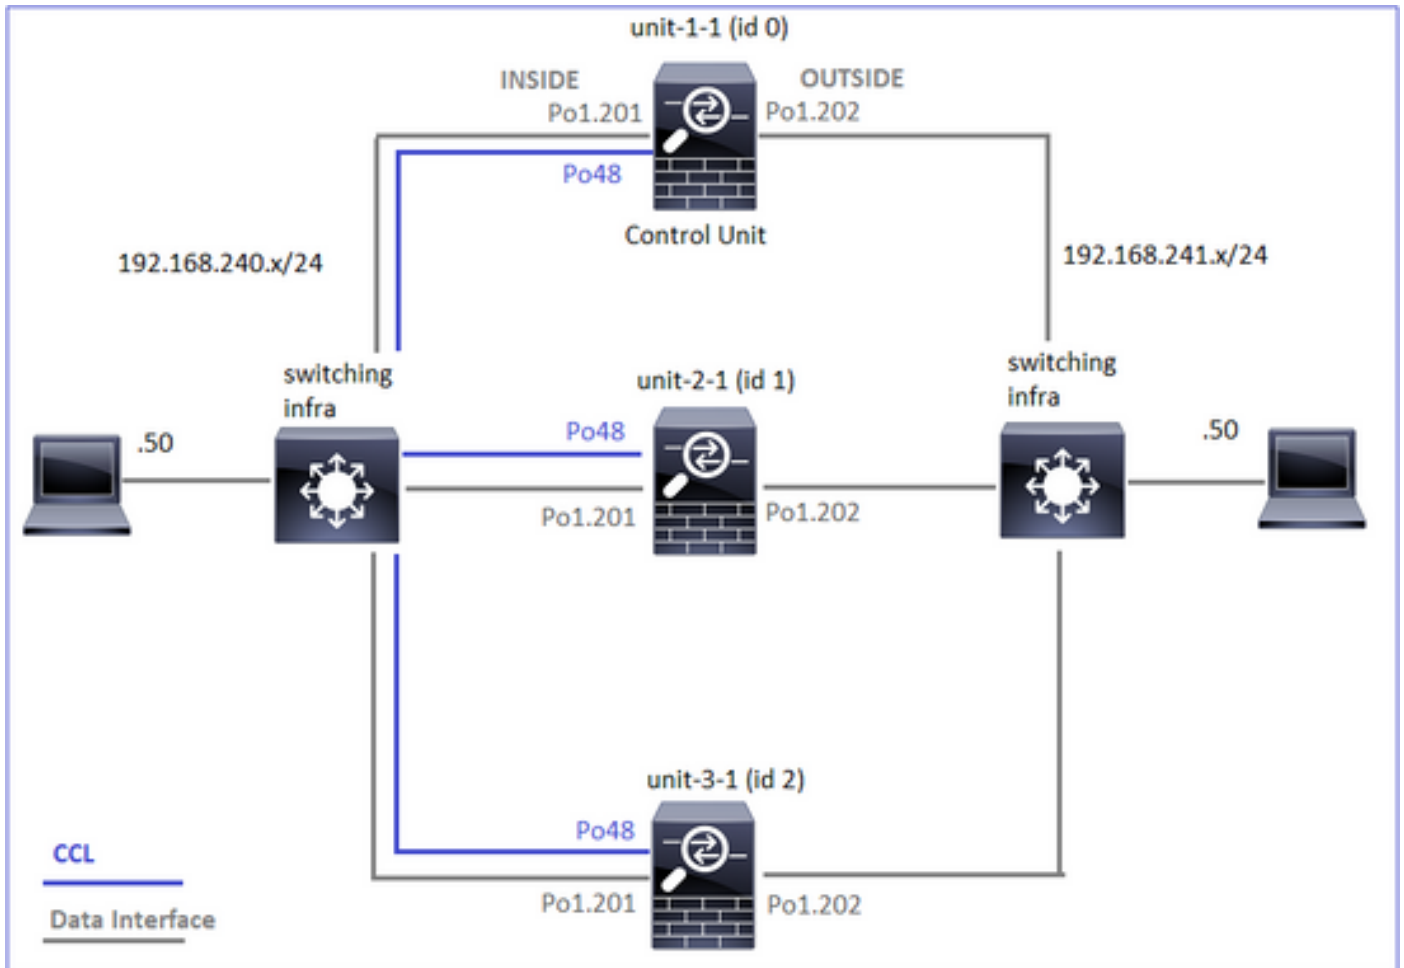 unit-1-1 (id 0)
INSIDE
OUTSIDE
Po1.201
Po1.202
Po48
Control Unit
192.168.240.x/24
192.168.241.x/24
switching
infra
switching
infra
unit-2-1 (id 1)
.50
Po48
.50
Po1.201
Po1.202
unit-3-1 (id 2)
Po48
CCL
Po1.201
Po1.202
Data Interface